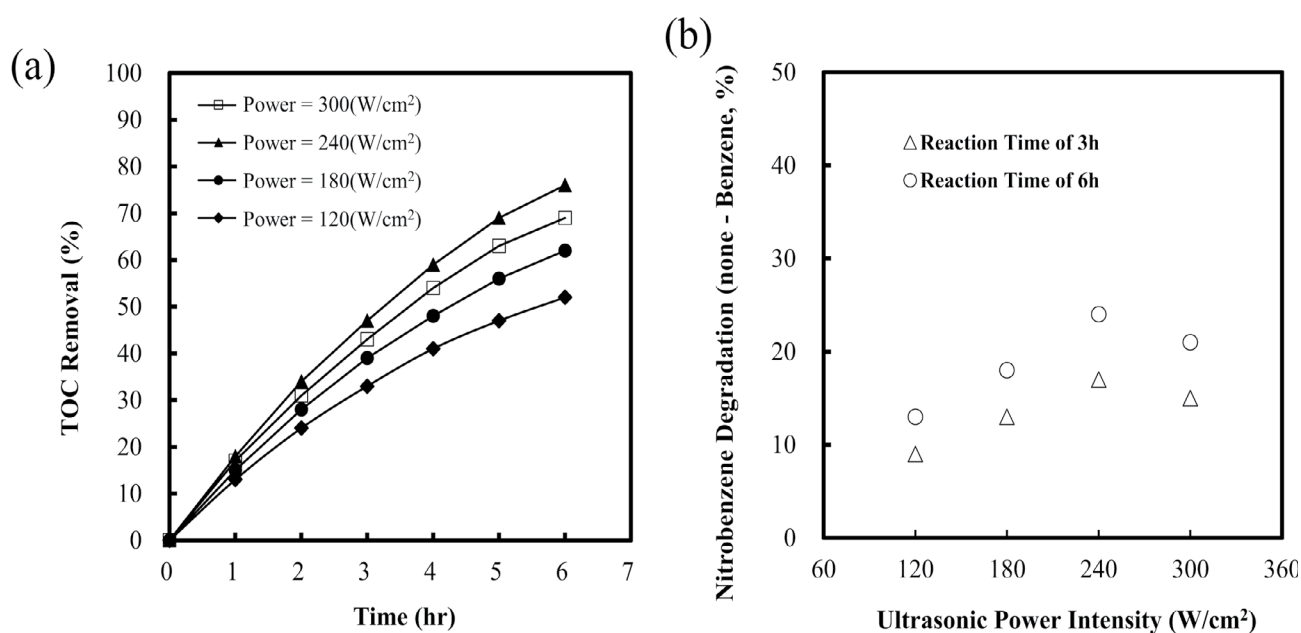 (a)
TOC Removal (%)
100
90
80
70
60
50
40
30
20
10
0
Power = 300(W/cm²)
Power = 240(W/cm²)
Power = 180(W/cm²)
Power = 120(W/cm²)
0 1 2 3 4 5 6 7
Time (hr)
(b)
Nitrobenzene Degradation (none - Benzene, %)
50
40
30
20
10
0
Reaction Time of 3h
Reaction Time of 6h
60 120 180 240 300 360
Ultrasonic Power Intensity (W/cm²)